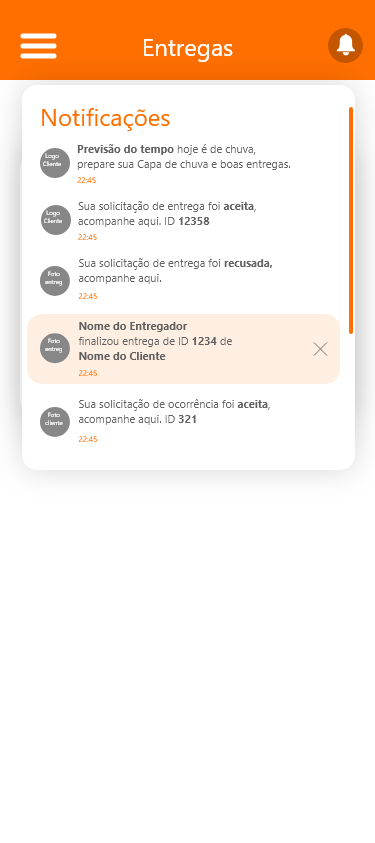 Entregas
Notificações
Logo
Cliente
Previsão do tempo hoje é de chuva,
prepare sua Capa de chuva e boas entregas.
22:45
Logo
Cliente
Sua solicitação de entrega foi aceita,
acompanhe aqui. ID 12358
22:45
Foto
entreg
Sua solicitação de entrega foi recusada,
acompanhe aqui.
22:45
Foto
entreg
Nome do Entregador
finalizou entrega de ID 1234 de
Nome do Cliente
22:45
Foto
cliente
Sua solicitação de ocorrência foi aceita,
acompanhe aqui. ID 321
22:45